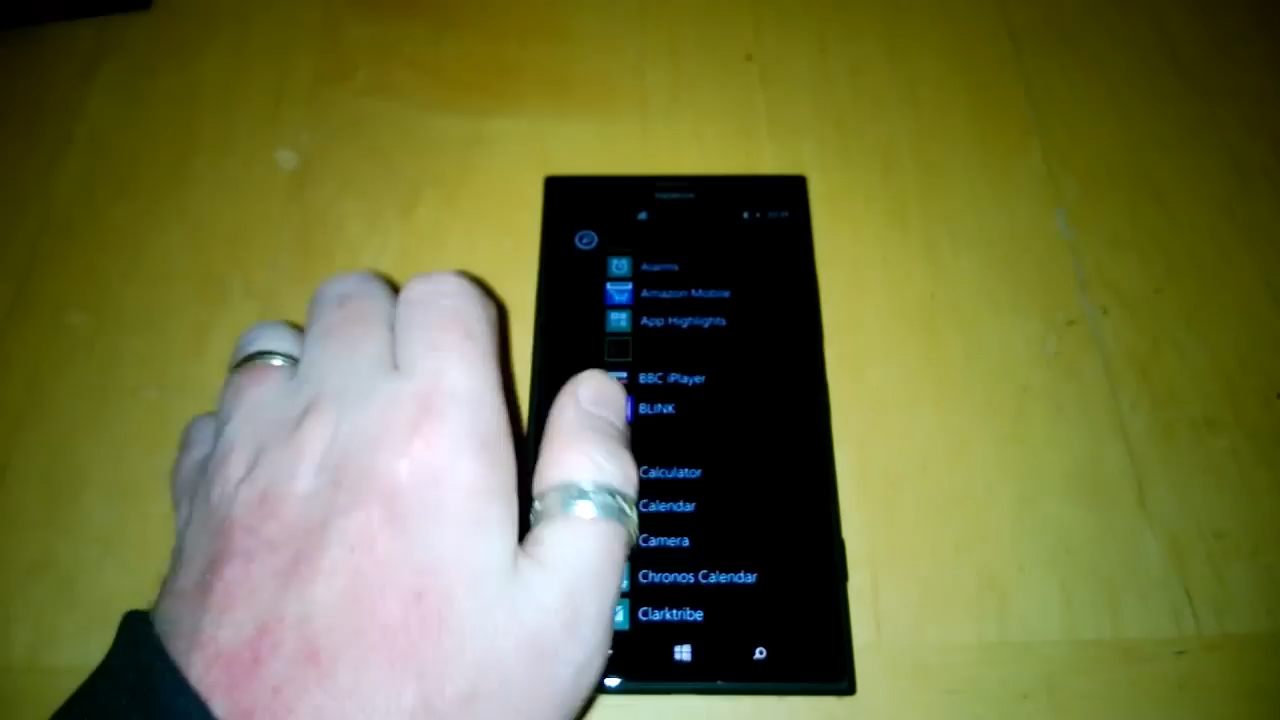 Alarms
Amazon Mobile
App Highlights
BBC iPlayer
BLINK
Calculator
Calendar
Camera
Chronos Calendar
Clarktribe